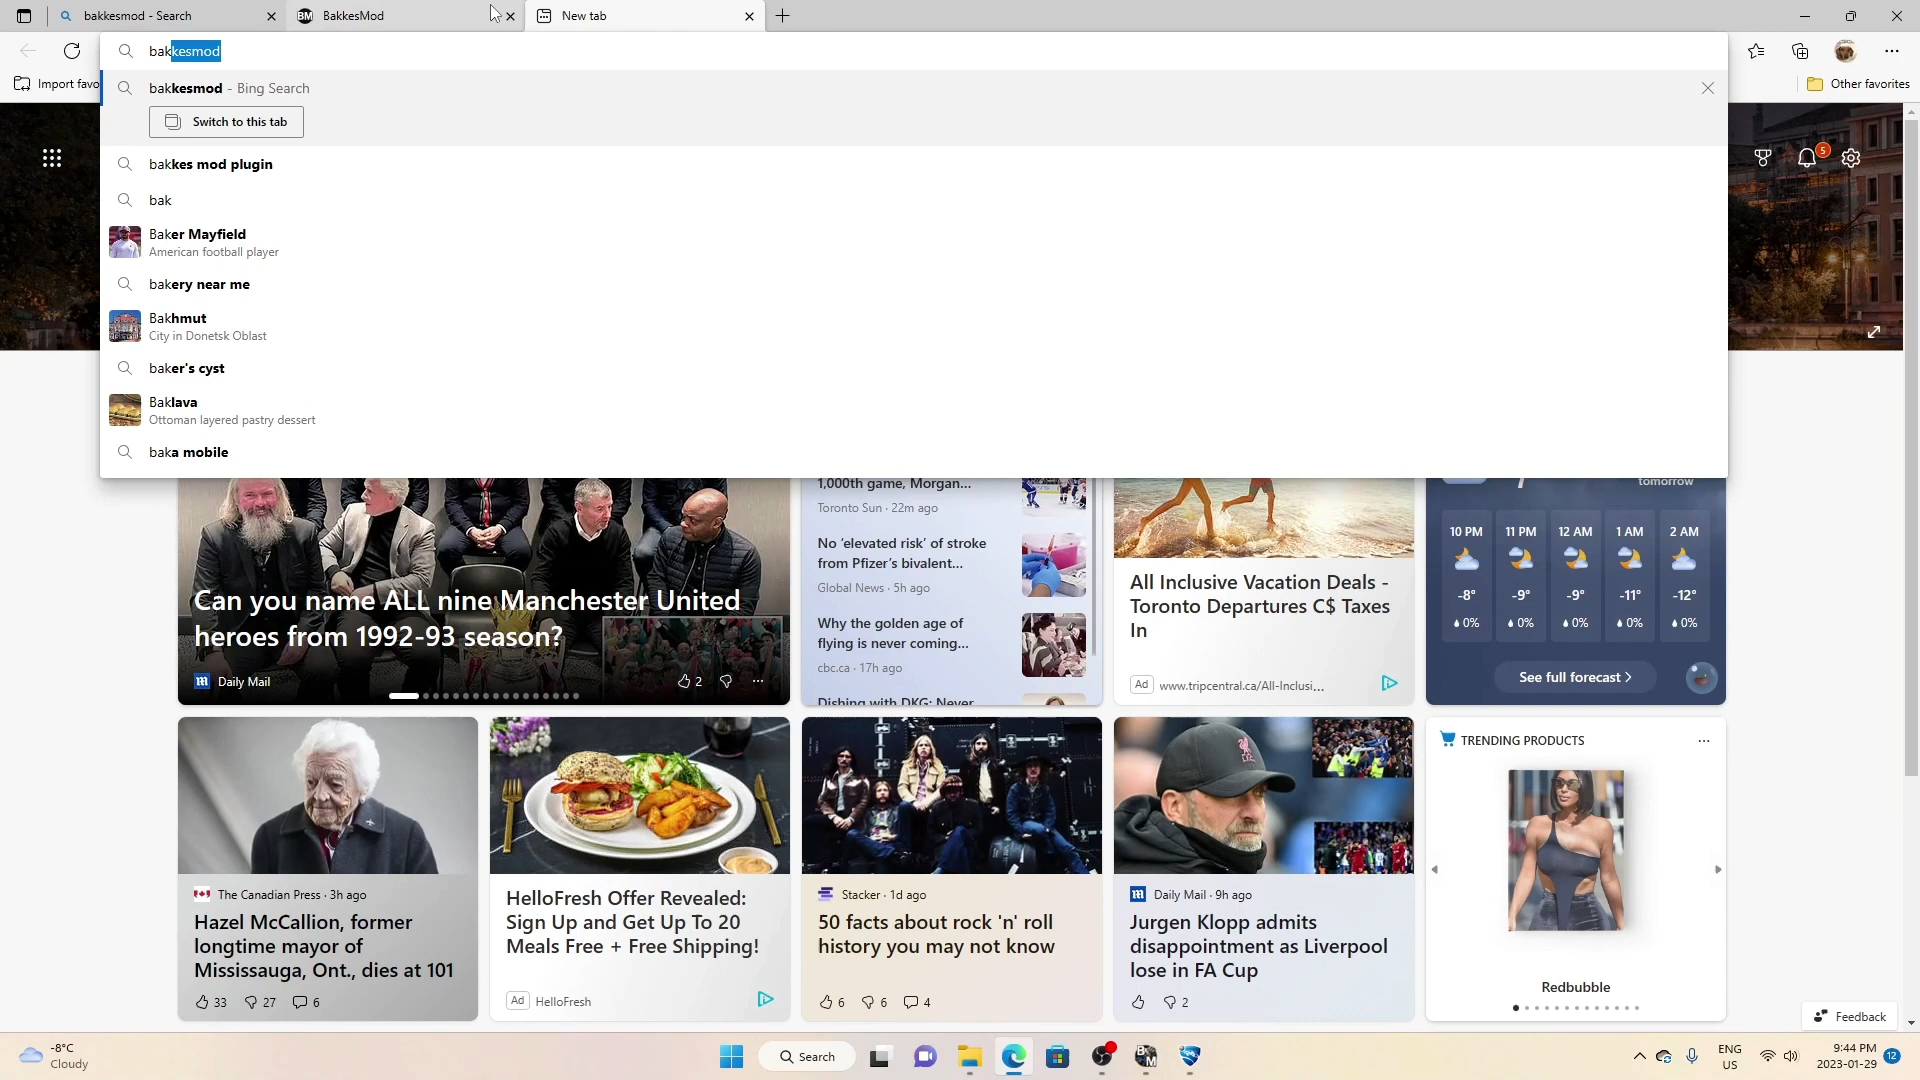 bakkesmod - Search
BM BakkesMod
New tab
bakkesmod
Import favo
Other favorites
bakkesmod - Bing Search
Switch to this tab
bakkes mod plugin
5
bak
Baker Mayfield
American football player
bakery near me
Bakhmut
City in Donetsk Oblast
baker's cyst
Baklava
Ottoman layered pastry dessert
baka mobile
Can you name ALL nine Manchester United
heroes from 1992-93 season?
Daily Mail
2
1,000th game, Morgan...
Toronto Sun · 22m ago
No ‘elevated risk’ of stroke
from Pfizer’s bivalent...
Global News · 5h ago
Why the golden age of
flying is never coming...
cbc.ca · 17h ago
Dishing with DKG: Never
All Inclusive Vacation Deals -
Toronto Departures C$ Taxes
In
Ad www.tripcentral.ca/All-Inclusi...
tomorrow
10 PM 11 PM 12 AM 1 AM 2 AM
-8° -9° -9° -11° -12°
0% 0% 0% 0% 0%
See full forecast
The Canadian Press · 3h ago
Hazel McCallion, former
longtime mayor of
Mississauga, Ont., dies at 101
33 27 6
HelloFresh Offer Revealed:
Sign Up and Get Up To 20
Meals Free + Free Shipping!
Ad HelloFresh
Stacker · 1d ago
50 facts about rock 'n' roll
history you may not know
6 6 4
Daily Mail · 9h ago
Jurgen Klopp admits
disappointment as Liverpool
lose in FA Cup
2
TRENDING PRODUCTS
Redbubble
Feedback
-8°C
Cloudy
Search
ENG
US
9:44 PM
2023-01-29
12